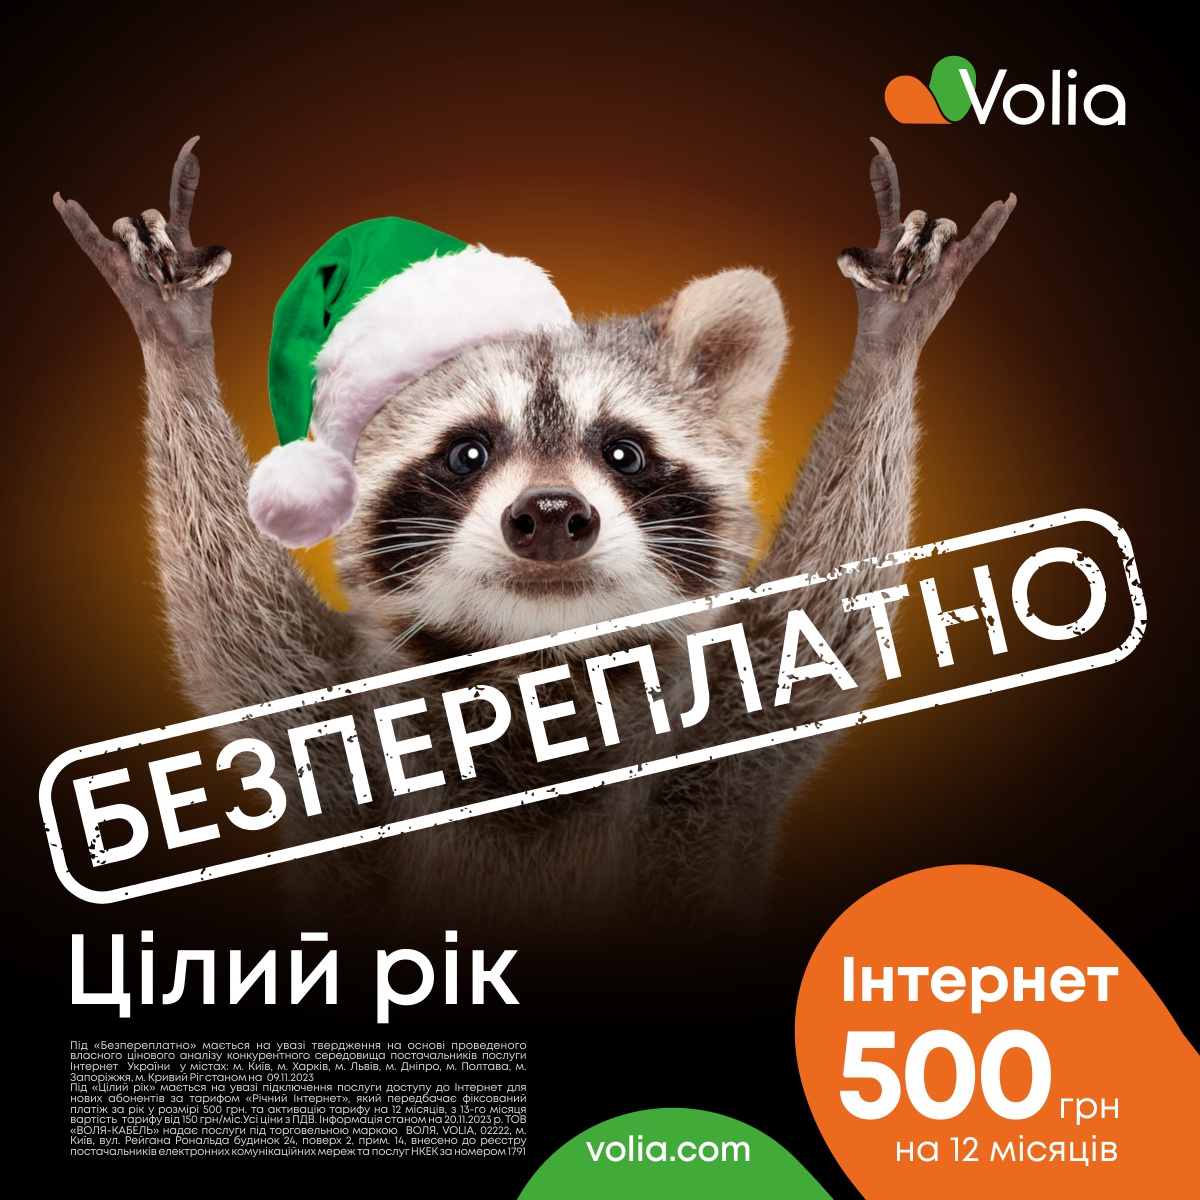 Volia
БЕЗПЕРЕПЛАТНО
Цілий рік
Під «Безпереплатно» мається на увазі твердження на основі проведеного
власного цінового аналізу конкурентного середовища постачальників послуги
Інтернет України у містах: м. Київ, м. Харків, м. Львів, м. Дніпро, м. Полтава, м.
Запоріжжя, м. Кривий Ріг станом на 09.11.2023
Під «Цілий рік» мається на увазі підключення послуги доступу до Інтернет для
нових абонентів за тарифом «Річний Інтернет», який передбачає фіксований
платіж за рік у розмірі 500 грн. та активацію тарифу на 12 місяців, з 13-го місяця
вартість тарифу від 150 грн/міс.Усі ціни з ПДВ. Інформація станом на 20.11.2023 р. ТОВ
«ВОЛЯ-КАБЕЛЬ» надає послуги під торговельною маркою ВОЛЯ, VOLIA, 02222, м.
Київ, вул. Рейгана Рональда будинок 24, поверх 2, прим. 14, внесено до реєстру
постачальників електронних комунікаційних мереж та послуг НКЕК за номером 1791
volia.com
Інтернет
500 грн
на 12 місяців